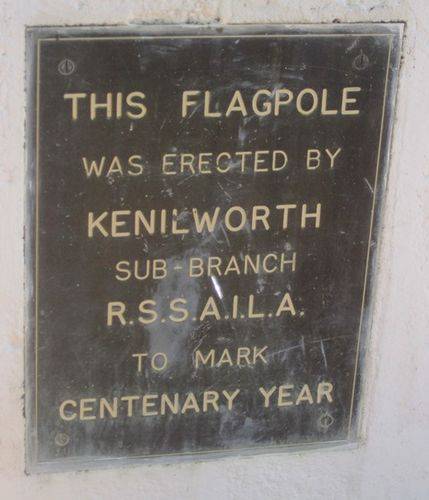 THIS FLAGPOLE
WAS ERECTED BY
KENILWORTH
SUB-BRANCH
R.S.S.A.I.L.A.
TO MARK
CENTENARY YEAR